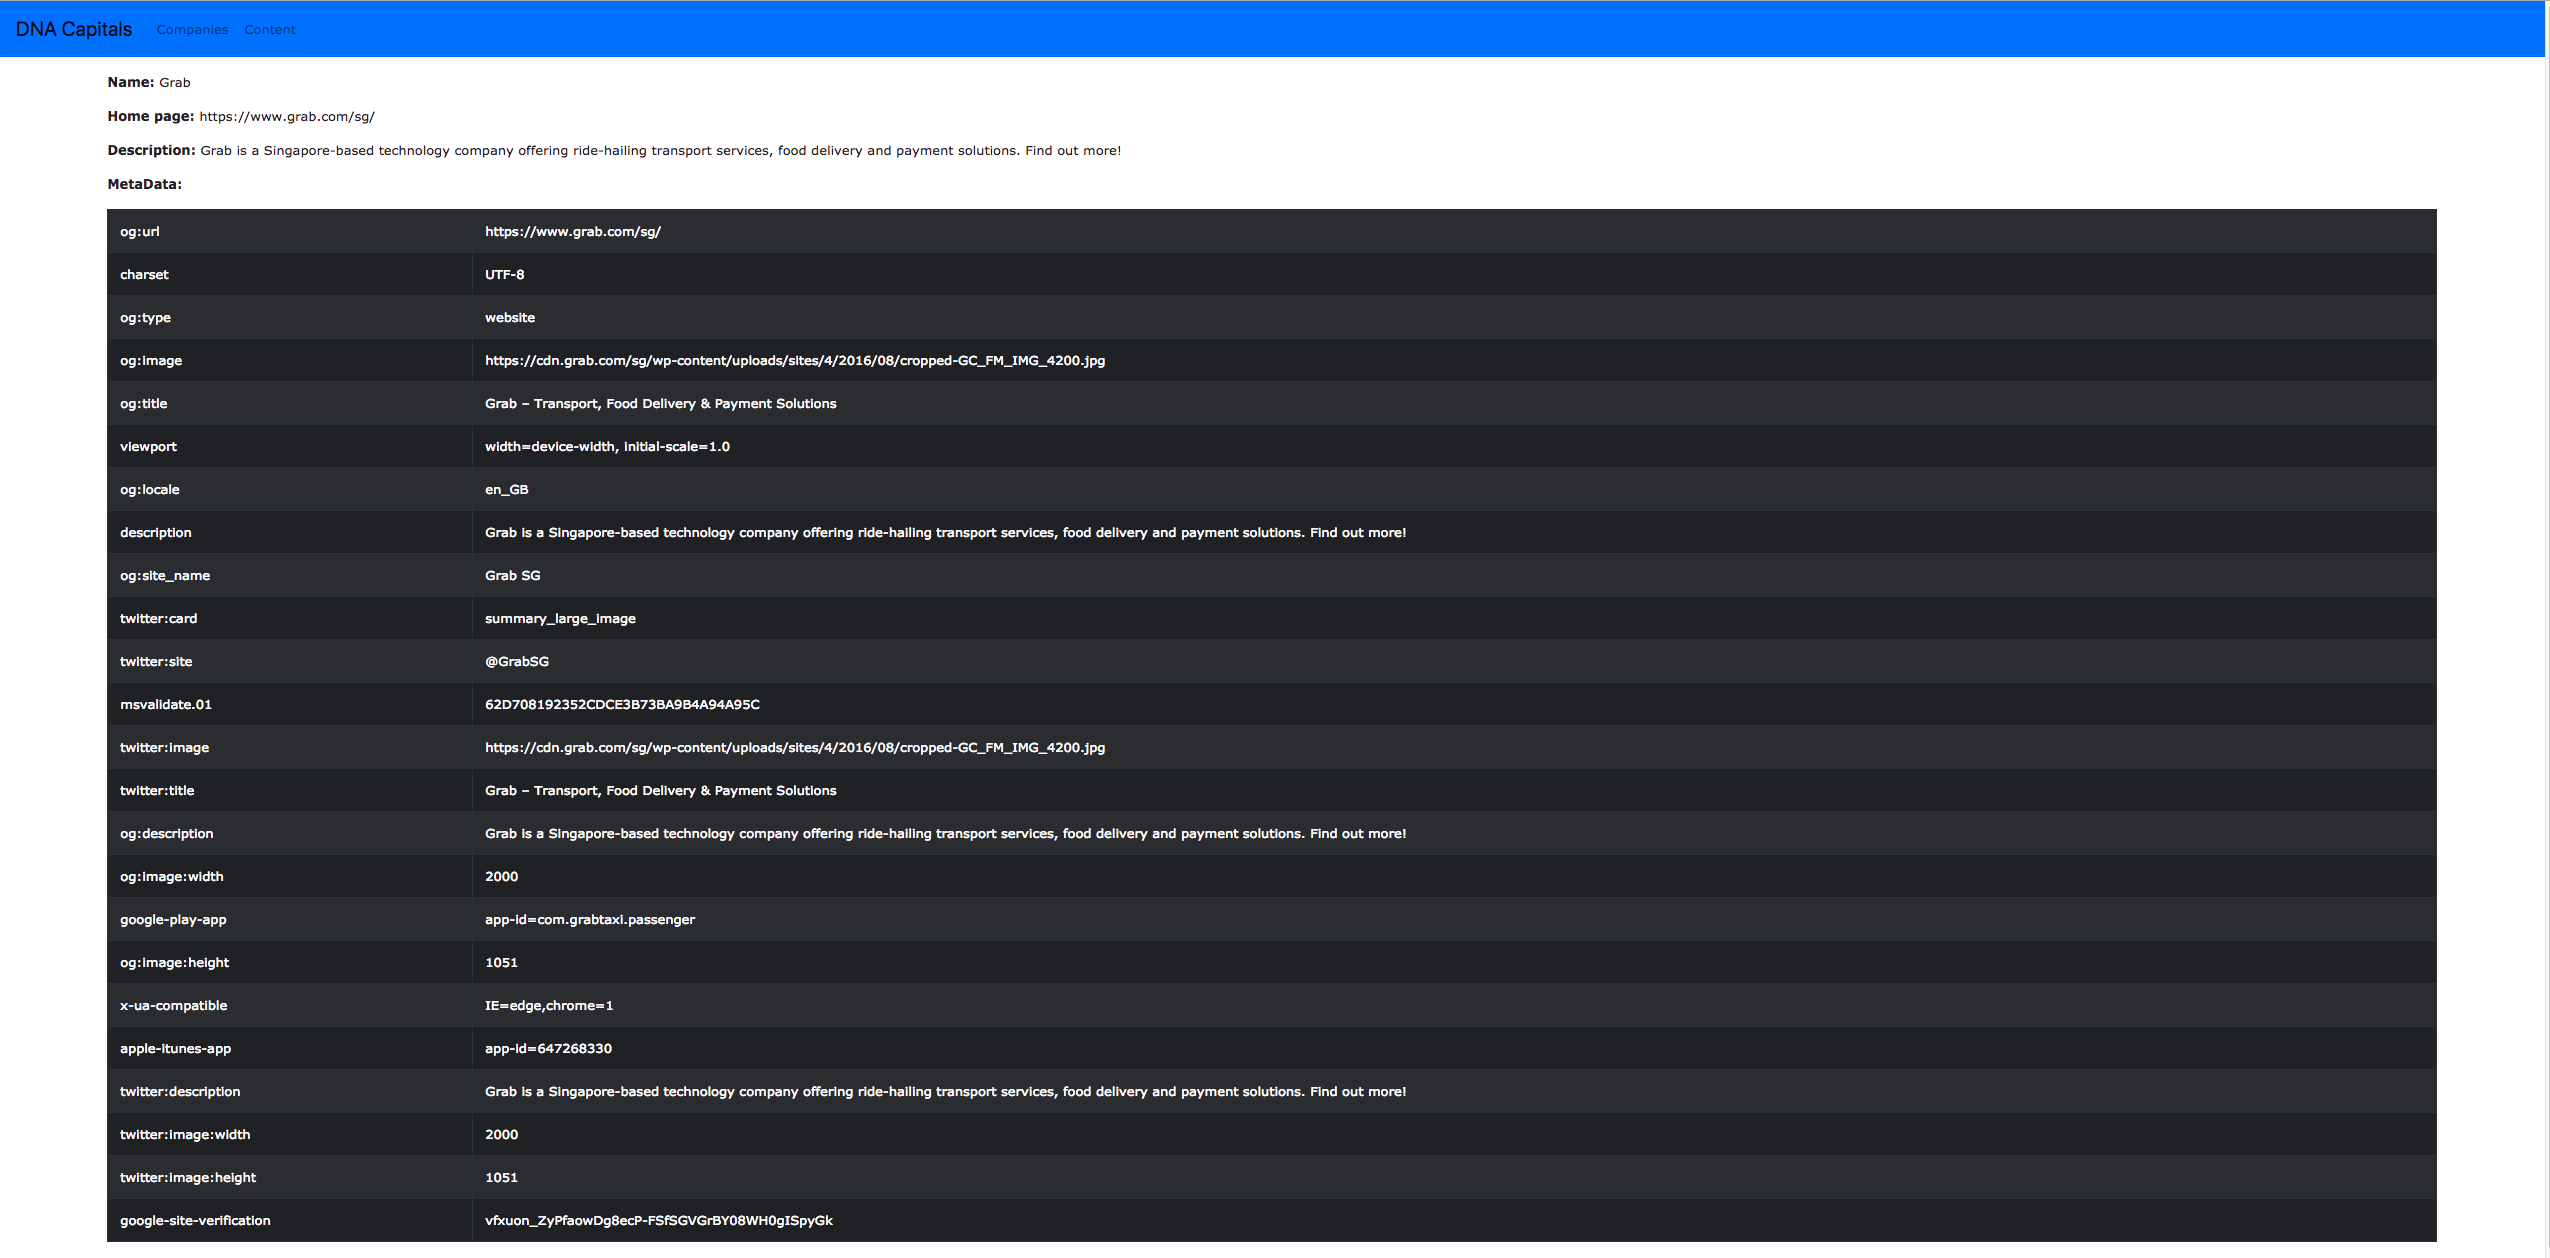 DNA Capitals Companies Content
Name: Grab
Home page: https://www.grab.com/sg/
Description: Grab is a Singapore-based technology company offering ride-hailing transport services, food delivery and payment solutions. Find out more!
MetaData:
og:url https://www.grab.com/sg/
charset UTF-8
og:type website
og:image https://cdn.grab.com/sg/wp-content/uploads/sites/4/2016/08/cropped-GC_FM_IMG_4200.jpg
og:title Grab – Transport, Food Delivery & Payment Solutions
viewport width=device-width, initial-scale=1.0
og:locale en_GB
description Grab is a Singapore-based technology company offering ride-hailing transport services, food delivery and payment solutions. Find out more!
og:site_name Grab SG
twitter:card summary_large_image
twitter:site @GrabSG
msvalidate.01 62D708192352CDCE3B73BA9B4A94A95C
twitter:image https://cdn.grab.com/sg/wp-content/uploads/sites/4/2016/08/cropped-GC_FM_IMG_4200.jpg
twitter:title Grab – Transport, Food Delivery & Payment Solutions
og:description Grab is a Singapore-based technology company offering ride-hailing transport services, food delivery and payment solutions. Find out more!
og:image:width 2000
google-play-app app-id=com.grabtaxi.passenger
og:image:height 1051
x-ua-compatible IE=edge,chrome=1
apple-itunes-app app-id=647268330
twitter:description Grab is a Singapore-based technology company offering ride-hailing transport services, food delivery and payment solutions. Find out more!
twitter:image:width 2000
twitter:image:height 1051
google-site-verification vfxuon_ZyPfaowDg8ecP-FSfSGVGrBY08WH0gISpyGk